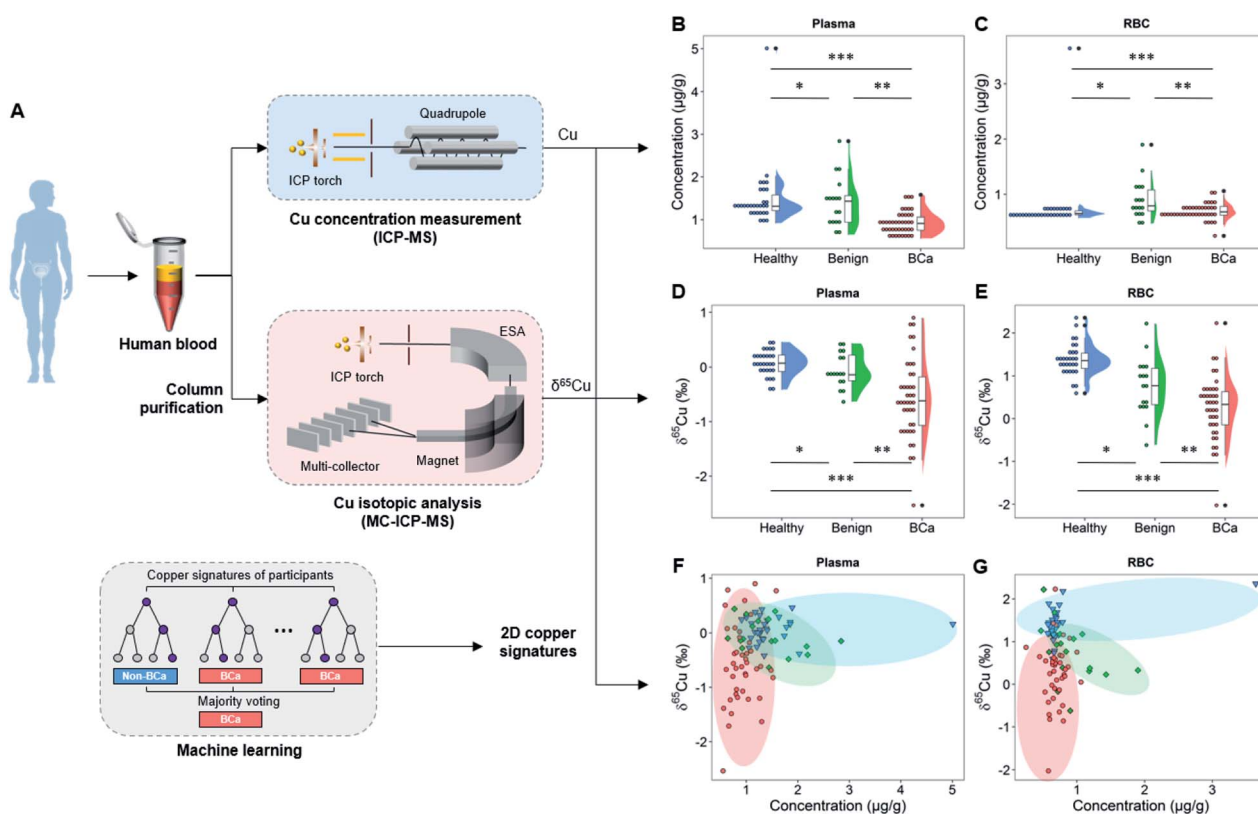 A
Human blood
Column
purification
Quadrupole
ICP torch
Cu concentration measurement
(ICP-MS)
Cu
ESA
ICP torch
Multi-collector
Magnet
Cu isotopic analysis
(MC-ICP-MS)
δ⁶⁵Cu
Copper signatures of participants
...
Non-BCa
BCa
BCa
Majority voting
BCa
Machine learning
2D copper
signatures
B
Plasma
Concentration (µg/g)
5
4
3
2
1
***
*
**
Healthy
Benign
BCa
C
RBC
Concentration (µg/g)
3
1
***
*
**
Healthy
Benign
BCa
D
Plasma
δ⁶⁵Cu (‰)
1
0
-1
-2
*
**
***
Healthy
Benign
BCa
E
RBC
δ⁶⁵Cu (‰)
2
1
0
-1
-2
*
**
***
Healthy
Benign
BCa
F
Plasma
δ⁶⁵Cu (‰)
1
0
-1
-2
1
2
3
4
5
Concentration (µg/g)
G
RBC
δ⁶⁵Cu (‰)
2
1
0
-1
-2
1
2
3
Concentration (µg/g)